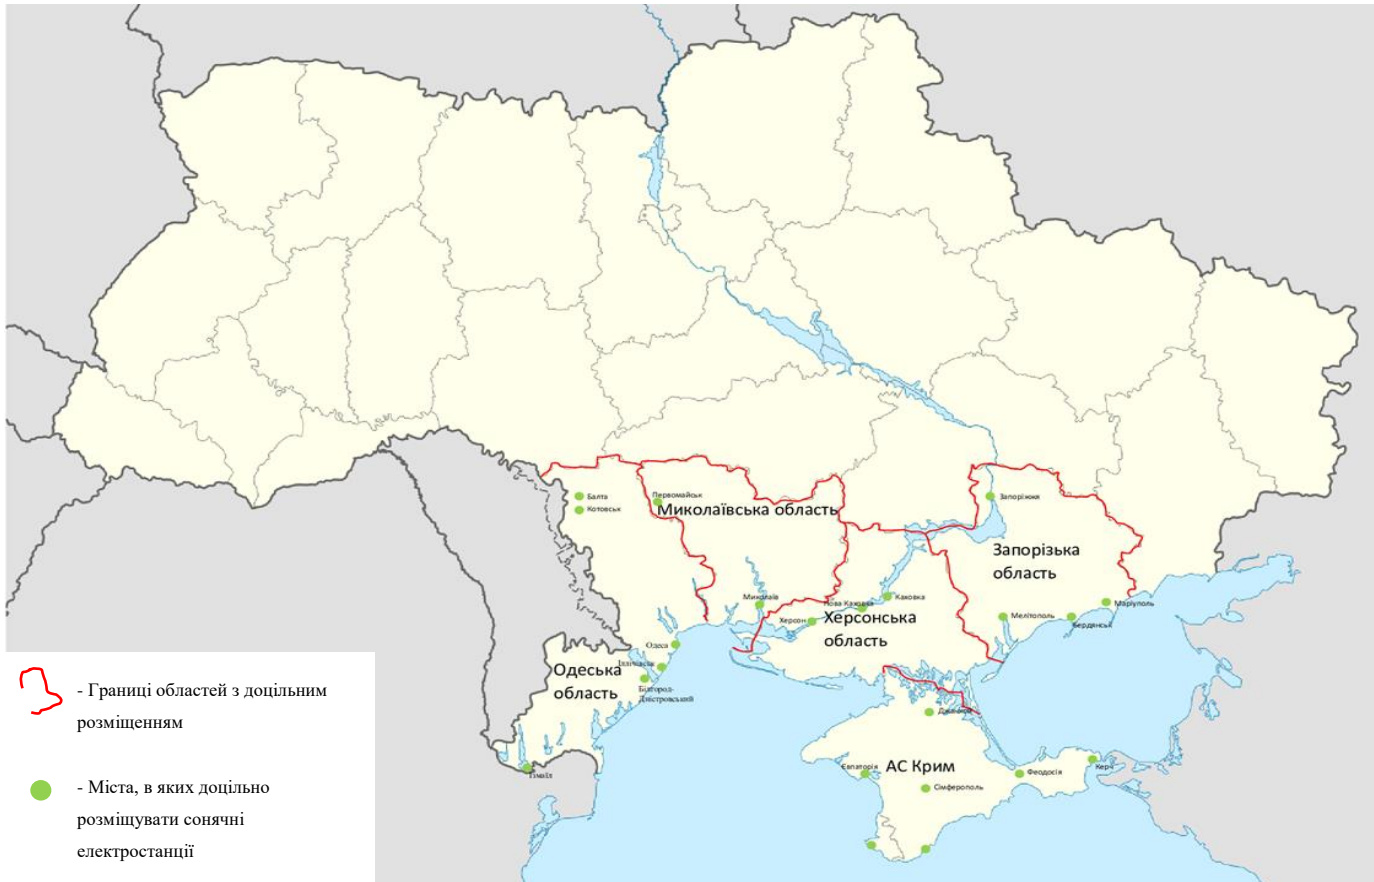 Балта
Котовськ
Первомайськ
Миколаївська область
Запоріжжя
Запорізька
область
Миколаїв
Херсон
Нова Каховка
Каховка
Херсонська
область
Мелітополь
Бердянськ
Маріуполь
Одеса
Іллічівськ
Білгород-
Дністровський
Одеська
область
Ізмаїл
Джанкой
Євпаторія
АС Крим
Сімферополь
Феодосія
Керч
- Границі областей з доцільним
розміщенням
- Міста, в яких доцільно
розміщувати сонячні
електростанції